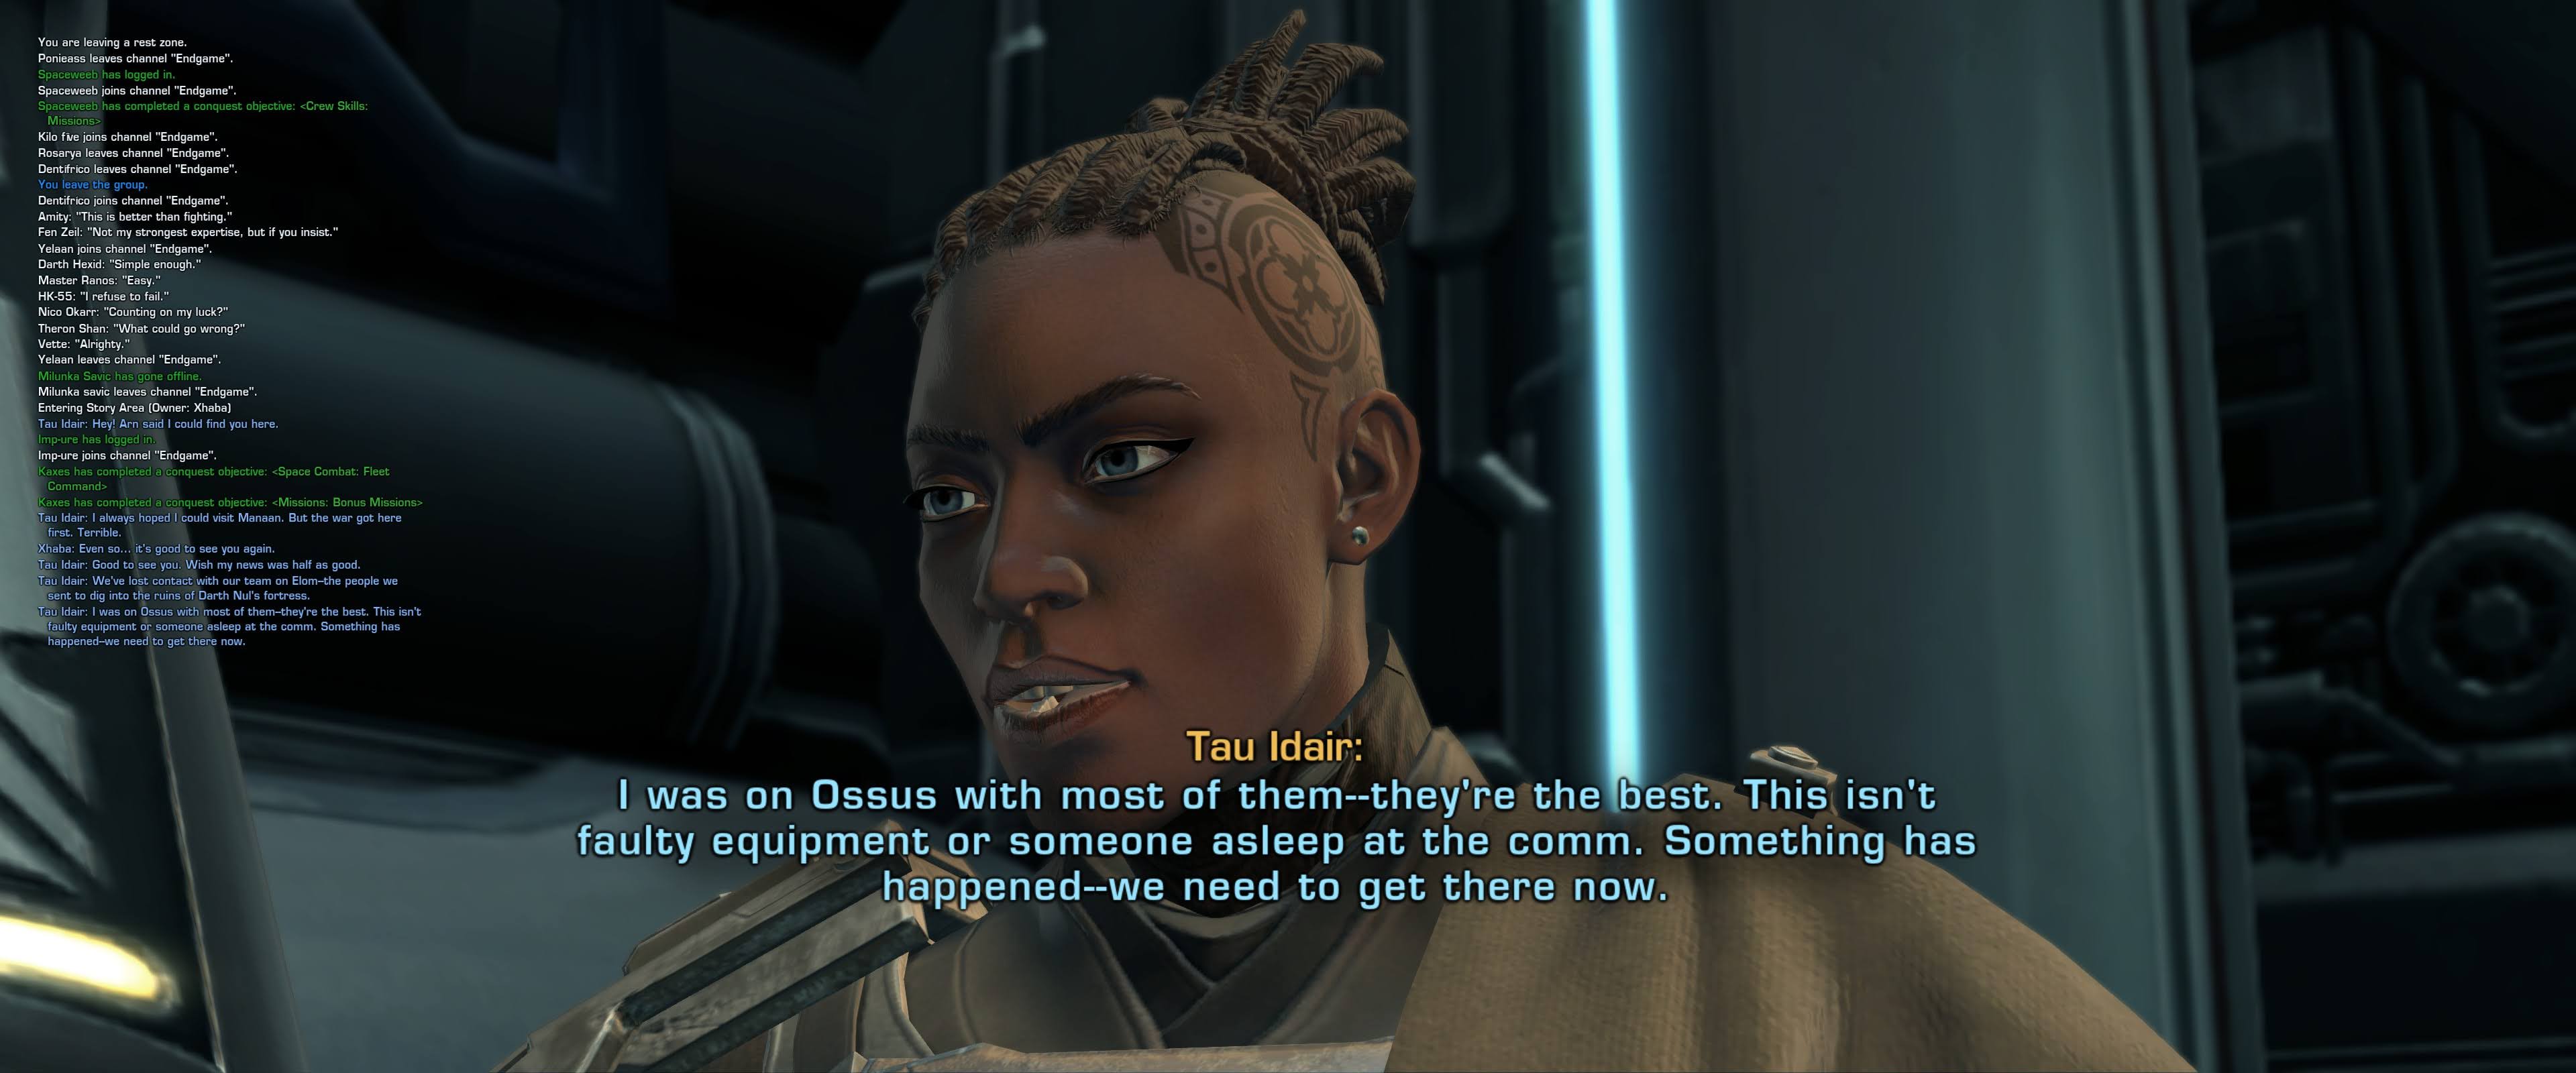 You are leaving a rest zone.
Ponieass leaves channel "Endgame".
Spaceweeb has logged in.
Spaceweeb joins channel "Endgame".
Spaceweeb has completed a conquest objective: <Crew Skills:
Missions>
Kilo five joins channel "Endgame".
Rosarya leaves channel "Endgame".
Dentifrico leaves channel "Endgame".
You leave the group.
Dentifrico joins channel "Endgame".
Amity: "This is better than fighting."
Fen Zeil: "Not my strongest expertise, but if you insist."
Yelaan joins channel "Endgame".
Darth Hexid: "Simple enough."
Master Ranos: "Easy."
HK-55: "I refuse to fail."
Nico Okarr: "Counting on my luck?"
Theron Shan: "What could go wrong?"
Vette: "Alrighty."
Yelaan leaves channel "Endgame".
Milunka Savic has gone offline.
Milunka savic leaves channel "Endgame".
Entering Story Area (Owner: Xhaba)
Tau Idair: Hey! Arn said I could find you here.
Imp-ure has logged in.
Imp-ure joins channel "Endgame".
Kaxes has completed a conquest objective: <Space Combat: Fleet
Command>
Kaxes has completed a conquest objective: <Missions: Bonus Missions>
Tau Idair: I always hoped I could visit Manaan. But the war got here
first. Terrible.
Xhaba: Even so... it's good to see you again.
Tau Idair: Good to see you. Wish my news was half as good.
Tau Idair: We've lost contact with our team on Elom--the people we
sent to dig into the ruins of Darth Nul's fortress.
Tau Idair: I was on Ossus with most of them--they're the best. This isn't
faulty equipment or someone asleep at the comm. Something has
happened--we need to get there now.
Tau Idair:
I was on Ossus with most of them--they're the best. This isn't
faulty equipment or someone asleep at the comm. Something has
happened--we need to get there now.